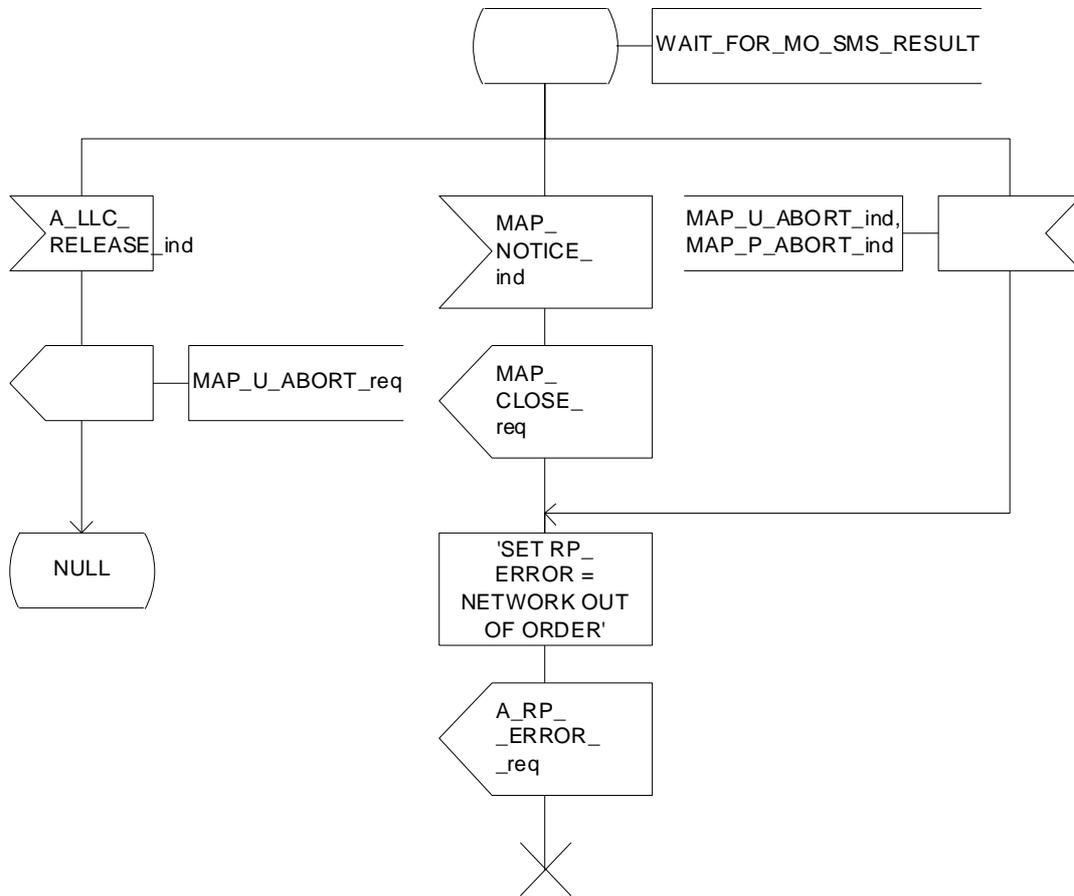 WAIT_FOR_MO_SMS_RESULT
A_LLC_
RELEASE_ind
MAP_
NOTICE_
ind
MAP_U_ABORT_ind,
MAP_P_ABORT_ind
MAP_U_ABORT_req
MAP_
CLOSE_
req
NULL
'SET RP_
ERROR =
NETWORK OUT
OF ORDER'
A_RP_
_ERROR_
_req